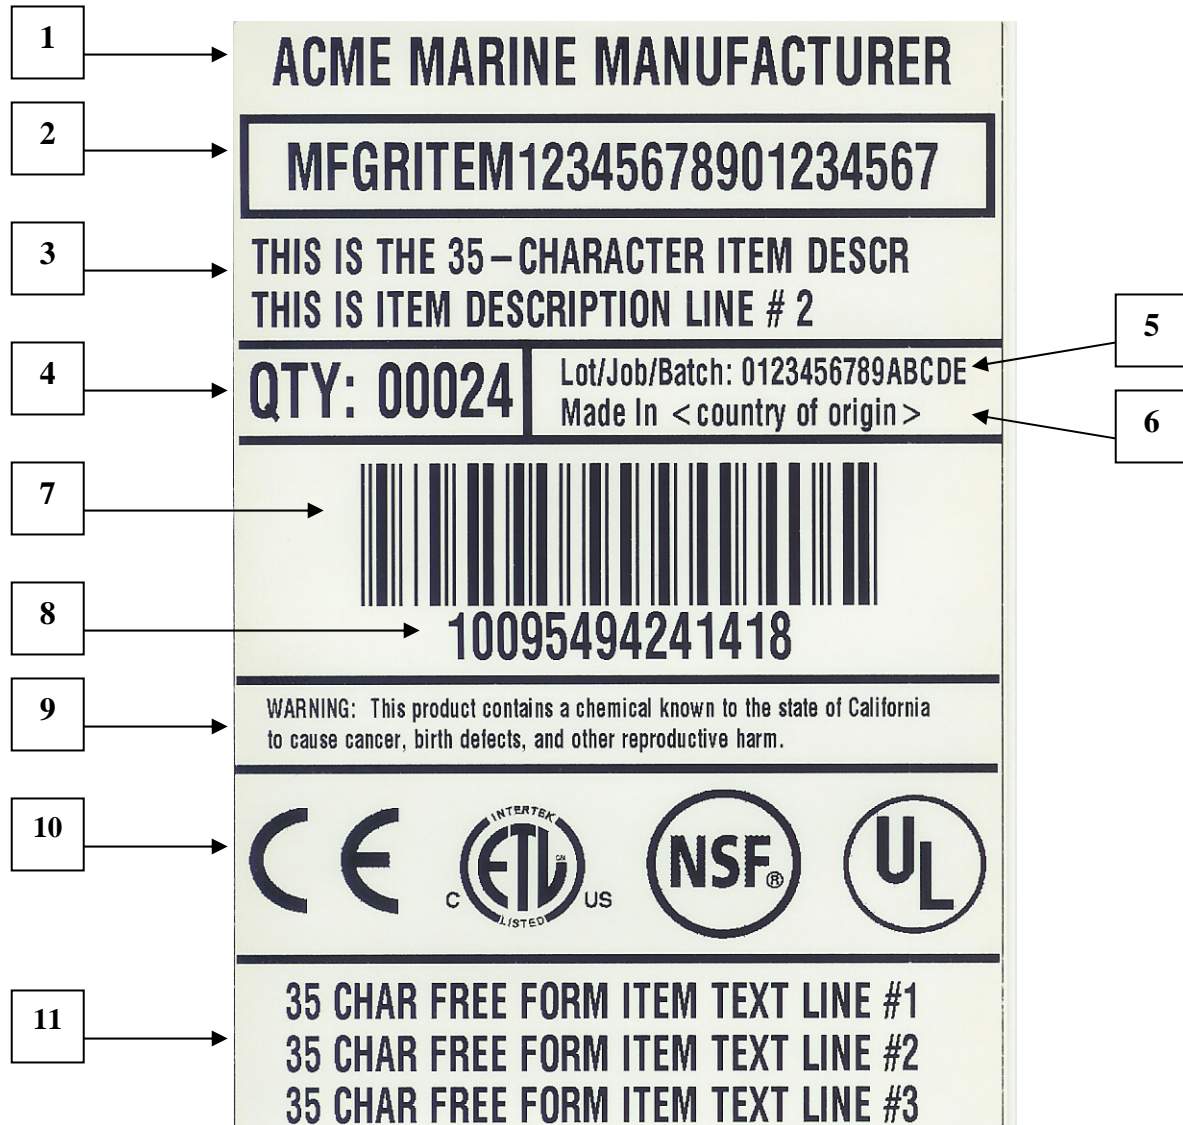 1
ACME MARINE MANUFACTURER
2
MFGRITEM12345678901234567
3
THIS IS THE 35-CHARACTER ITEM DESCR
THIS IS ITEM DESCRIPTION LINE # 2
4
QTY: 00024
Lot/Job/Batch: 0123456789ABCDE
5
Made In <country of origin>
6
7
8
10095494241418
9
WARNING: This product contains a chemical known to the state of California
to cause cancer, birth defects, and other reproductive harm.
10
CE
INTERTEK
ETL
CM
C US
LISTED
NSF®
UL
11
35 CHAR FREE FORM ITEM TEXT LINE #1
35 CHAR FREE FORM ITEM TEXT LINE #2
35 CHAR FREE FORM ITEM TEXT LINE #3